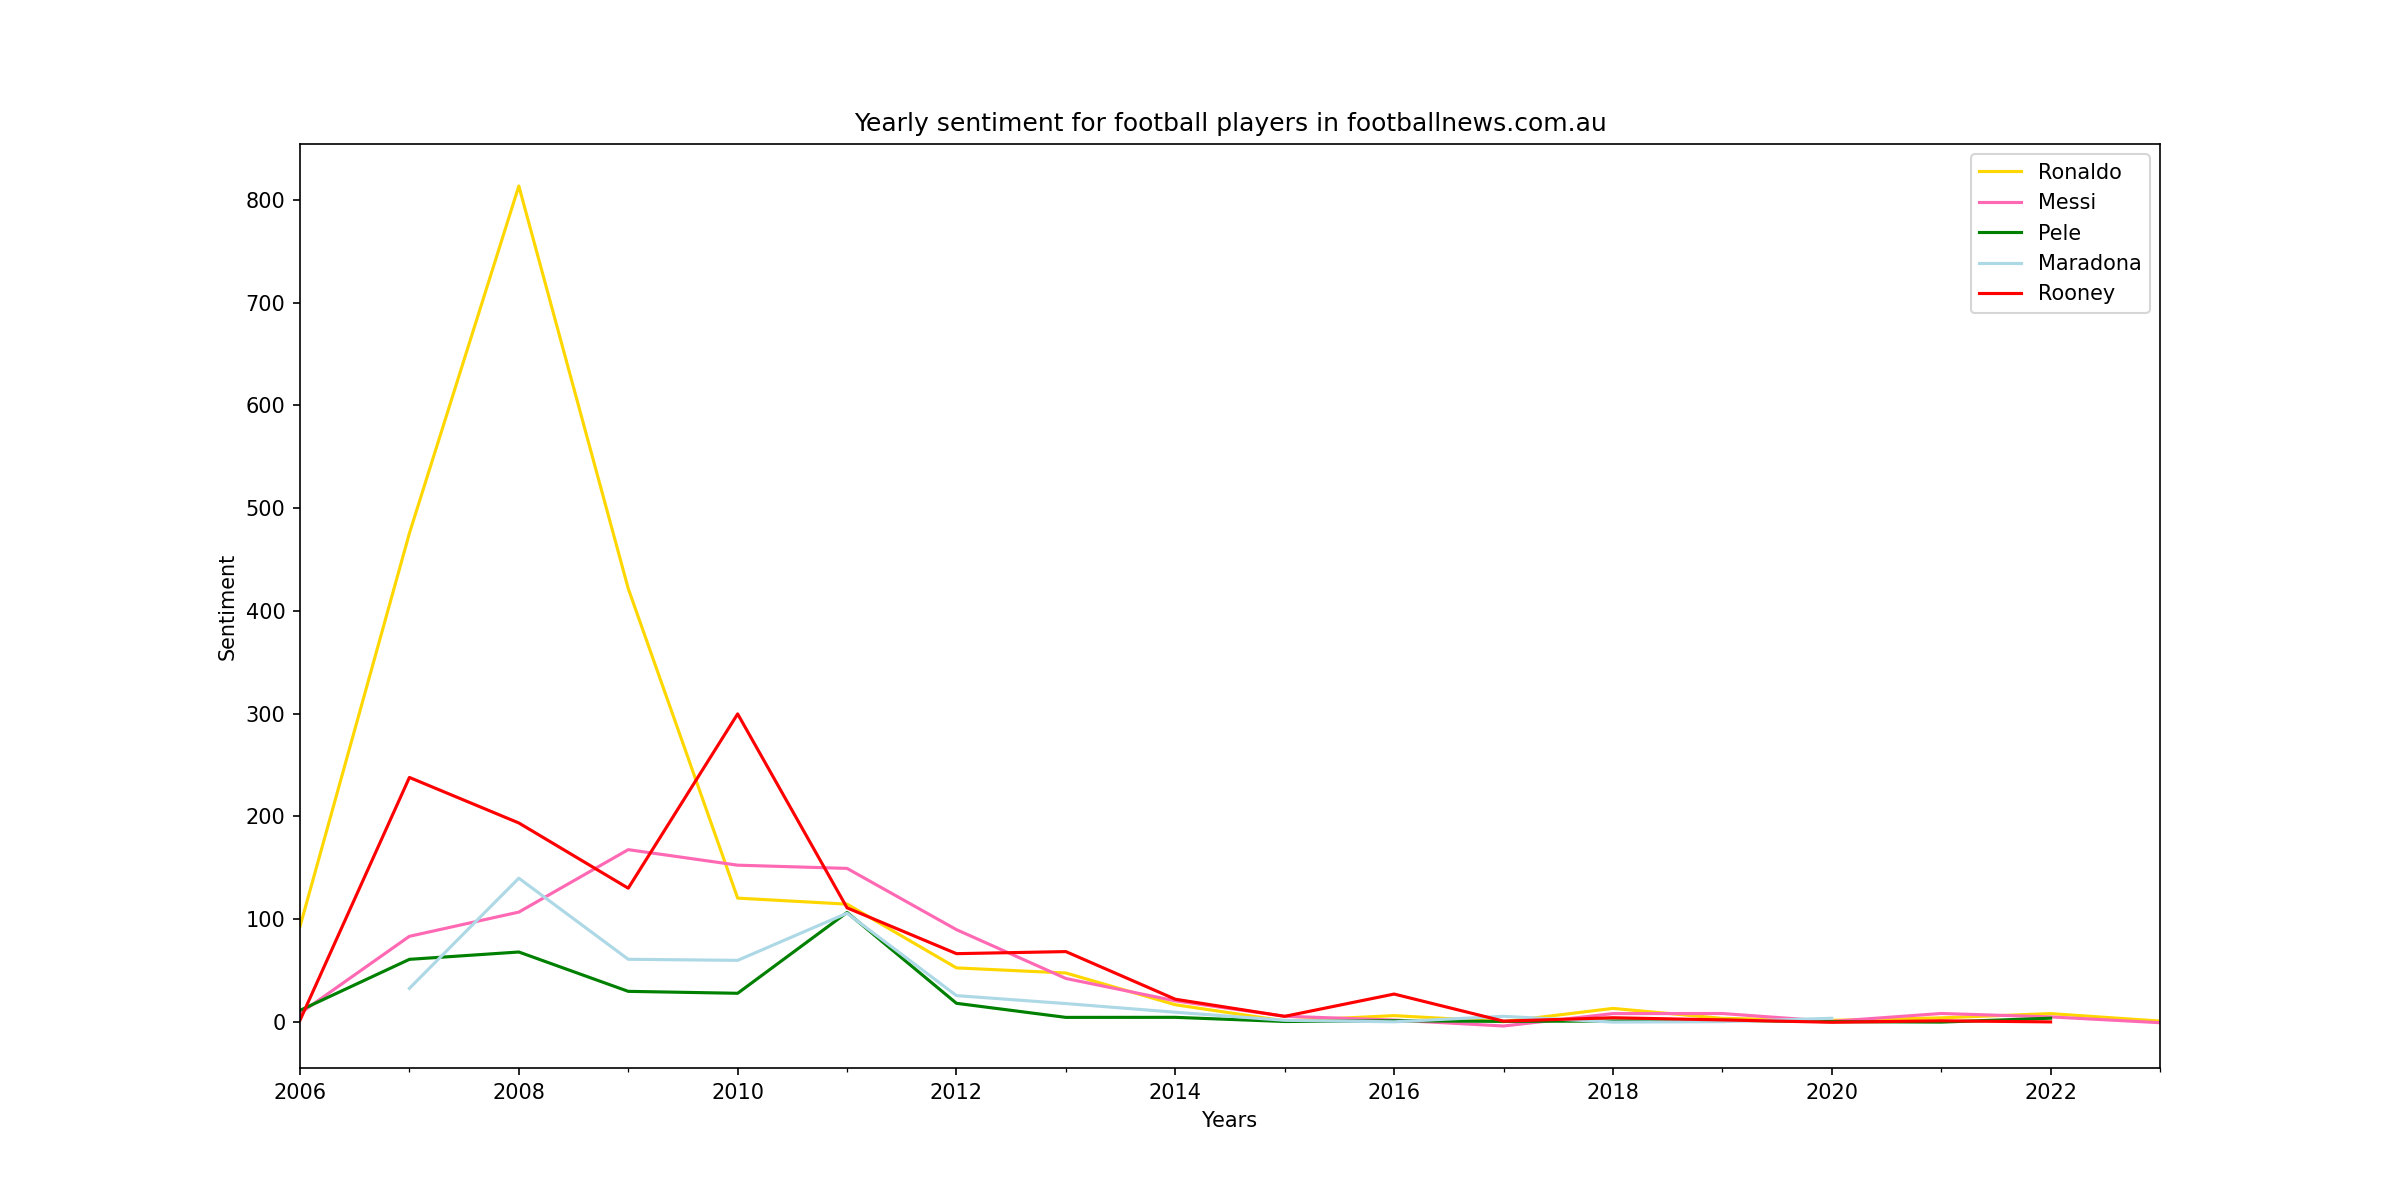 Yearly sentiment for football players in footballnews.com.au
Ronaldo
Messi
Pele
Maradona
Rooney
800
700
600
500
400
300
200
100
0
Sentiment
2006 2008 2010 2012 2014 2016 2018 2020 2022
Years